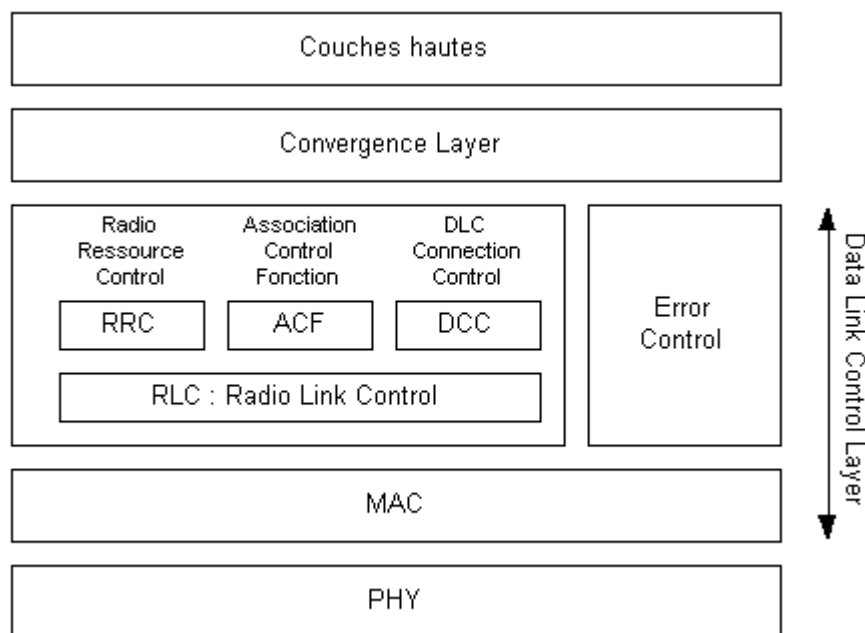 Couches hautes
Convergence Layer
Radio
Ressource
Control
Association
Control
Fonction
DLC
Connection
Control
RRC
ACF
DCC
RLC : Radio Link Control
Error
Control
Data Link Control Layer
MAC
PHY